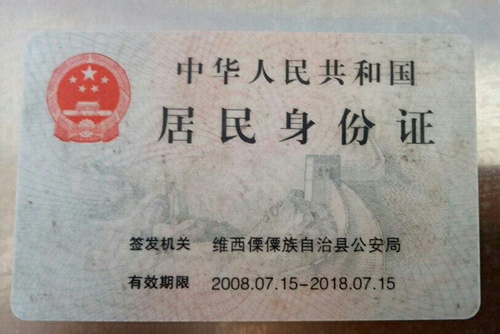 中华人民共和国
居民身份证
签发机关 维西傈僳族自治县公安局
有效期限 2008.07.15-2018.07.15